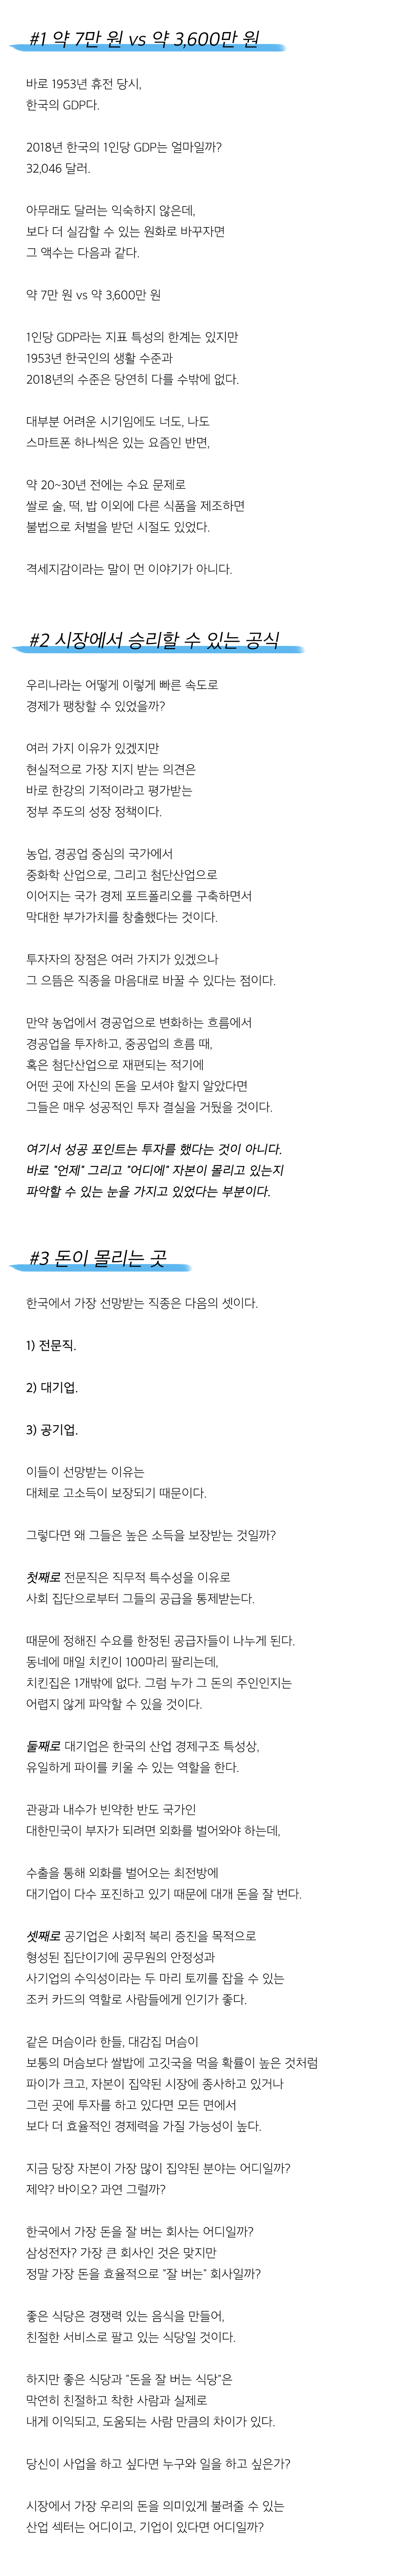 #1 약 7만 원 vs 약 3,600만 원
바로 1953년 휴전 당시,
한국의 GDP다.
2018년 한국의 1인당 GDP는 얼마일까?
32,046 달러.
아무래도 달러는 익숙하지 않은데,
보다 더 실감할 수 있는 원화로 바꾸자면
그 액수는 다음과 같다.
약 7만 원 vs 약 3,600만 원
1인당 GDP라는 지표 특성의 한계는 있지만
1953년 한국인의 생활 수준과
2018년의 수준은 당연히 다를 수밖에 없다.
대부분 어려운 시기임에도 너도, 나도
스마트폰 하나씩은 있는 요즘인 반면,
약 20~30년 전에는 수요 문제로
쌀로 술, 떡, 밥 이외에 다른 식품을 제조하면
불법으로 처벌을 받던 시절도 있었다.
격세지감이라는 말이 먼 이야기가 아니다.
#2 시장에서 승리할 수 있는 공식
우리나라는 어떻게 이렇게 빠른 속도로
경제가 팽창할 수 있었을까?
여러 가지 이유가 있겠지만
현실적으로 가장 지지 받는 의견은
바로 한강의 기적이라고 평가받는
정부 주도의 성장 정책이다.
농업, 경공업 중심의 국가에서
중화학 산업으로, 그리고 첨단산업으로
이어지는 국가 경제 포트폴리오를 구축하면서
막대한 부가가치를 창출했다는 것이다.
투자자의 장점은 여러 가지가 있겠으나
그 으뜸은 직종을 마음대로 바꿀 수 있다는 점이다.
만약 농업에서 경공업으로 변화하는 흐름에서
경공업을 투자하고, 중공업의 흐름 때,
혹은 첨단산업으로 재편되는 적기에
어떤 곳에 자신의 돈을 모셔야 할지 알았다면
그들은 매우 성공적인 투자 결실을 거뒀을 것이다.
여기서 성공 포인트는 투자를 했다는 것이 아니다.
바로 "언제" 그리고 "어디에" 자본이 몰리고 있는지
파악할 수 있는 눈을 가지고 있었다는 부분이다.
#3 돈이 몰리는 곳
한국에서 가장 선망받는 직종은 다음의 셋이다.
1) 전문직.
2) 대기업.
3) 공기업.
이들이 선망받는 이유는
대체로 고소득이 보장되기 때문이다.
그렇다면 왜 그들은 높은 소득을 보장받는 것일까?
첫째로 전문직은 직무적 특수성을 이유로
사회 집단으로부터 그들의 공급을 통제받는다.
때문에 정해진 수요를 한정된 공급자들이 나누게 된다.
동네에 매일 치킨이 100마리 팔리는데,
치킨집은 1개밖에 없다. 그럼 누가 그 돈의 주인인지는
어렵지 않게 파악할 수 있을 것이다.
둘째로 대기업은 한국의 산업 경제구조 특성상,
유일하게 파이를 키울 수 있는 역할을 한다.
관광과 내수가 빈약한 반도 국가인
대한민국이 부자가 되려면 외화를 벌어와야 하는데,
수출을 통해 외화를 벌어오는 최전방에
대기업이 다수 포진하고 있기 때문에 대개 돈을 잘 번다.
셋째로 공기업은 사회적 복리 증진을 목적으로
형성된 집단이기에 공무원의 안정성과
사기업의 수익성이라는 두 마리 토끼를 잡을 수 있는
조커 카드의 역할로 사람들에게 인기가 좋다.
같은 머슴이라 한들, 대감집 머슴이
보통의 머슴보다 쌀밥에 고깃국을 먹을 확률이 높은 것처럼
파이가 크고, 자본이 집약된 시장에 종사하고 있거나
그런 곳에 투자를 하고 있다면 모든 면에서
보다 더 효율적인 경제력을 가질 가능성이 높다.
지금 당장 자본이 가장 많이 집약된 분야는 어디일까?
제약? 바이오? 과연 그럴까?
한국에서 가장 돈을 잘 버는 회사는 어디일까?
삼성전자? 가장 큰 회사인 것은 맞지만
정말 가장 돈을 효율적으로 "잘 버는" 회사일까?
좋은 식당은 경쟁력 있는 음식을 만들어,
친절한 서비스로 팔고 있는 식당일 것이다.
하지만 좋은 식당과 "돈을 잘 버는 식당"은
막연히 친절하고 착한 사람과 실제로
내게 이익되고, 도움되는 사람 만큼의 차이가 있다.
당신이 사업을 하고 싶다면 누구와 일을 하고 싶은가?
시장에서 가장 우리의 돈을 의미있게 불려줄 수 있는
산업 섹터는 어디이고, 기업이 있다면 어디일까?